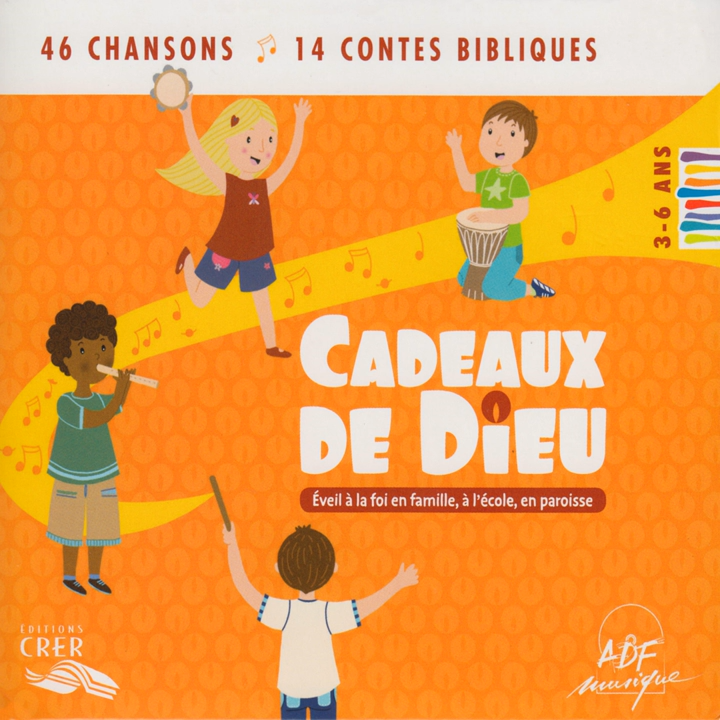 46 CHANSONS 14 CONTES BIBLIQUES
3-6 ANS
CADEAUX
DE DIEU
Éveil à la foi en famille, à l'école, en paroisse
ÉDITIONS
CRER
ADF
musique